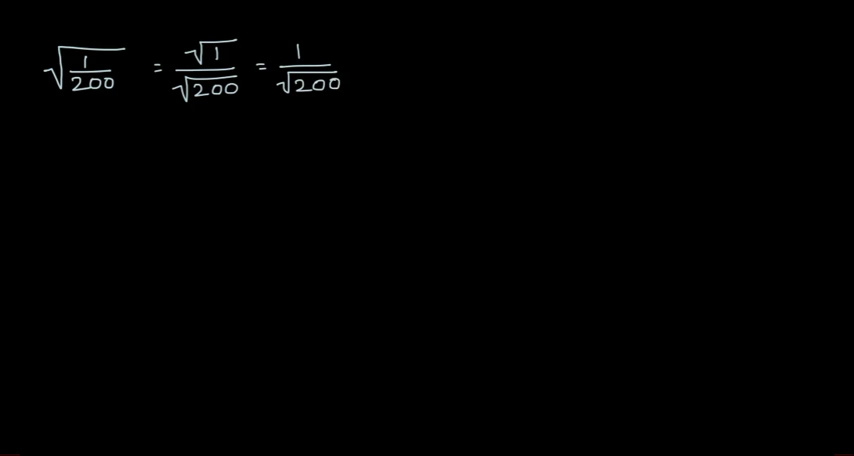 √(1/200) = √1/√200 = 1/√200